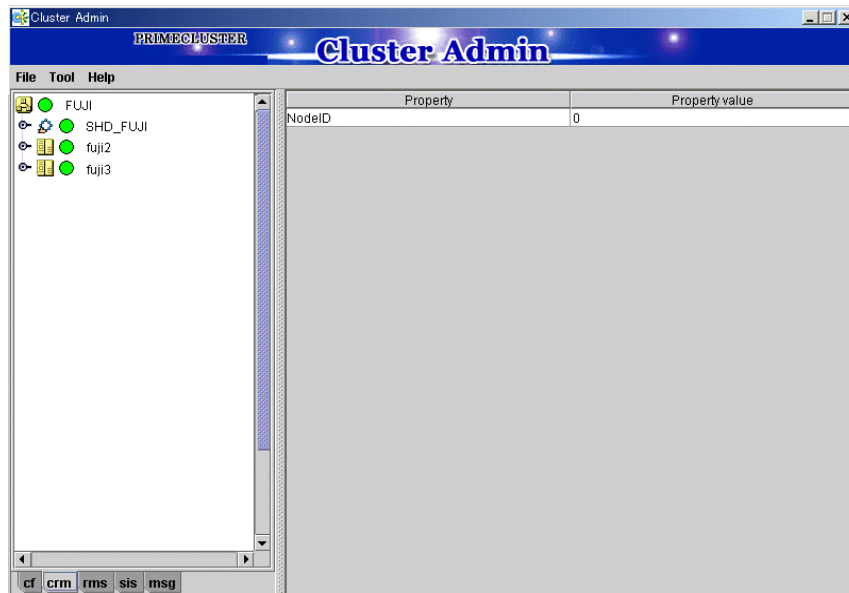 Cluster Admin
PRIMECLUSTER
Cluster Admin
File Tool Help
FUJI
SHD_FUJI
fuji2
fuji3
Property Property value
NodeID 0
cf crm rms sis msg